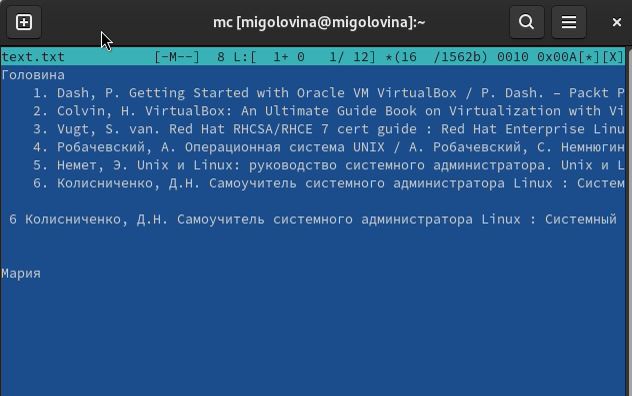 mc [migolovina@migolovina]:~
text.txt [-M--] 8 L:[ 1+ 0 1/ 12] *(16 /1562b) 0010 0x00A[*][X]
Головина
1. Dash, P. Getting Started with Oracle VM VirtualBox / P. Dash. – Packt P
2. Colvin, H. VirtualBox: An Ultimate Guide Book on Virtualization with Vi
3. Vugt, S. van. Red Hat RHCSA/RHCE 7 cert guide : Red Hat Enterprise Linu
4. Робачевский, А. Операционная система UNIX / А. Робачевский, С. Немнюгин
5. Немет, Э. Unix и Linux: руководство системного администратора. Unix и L
6. Колисниченко, Д.Н. Самоучитель системного администратора Linux : Систем
6 Колисниченко, Д.Н. Самоучитель системного администратора Linux : Системный
Мария